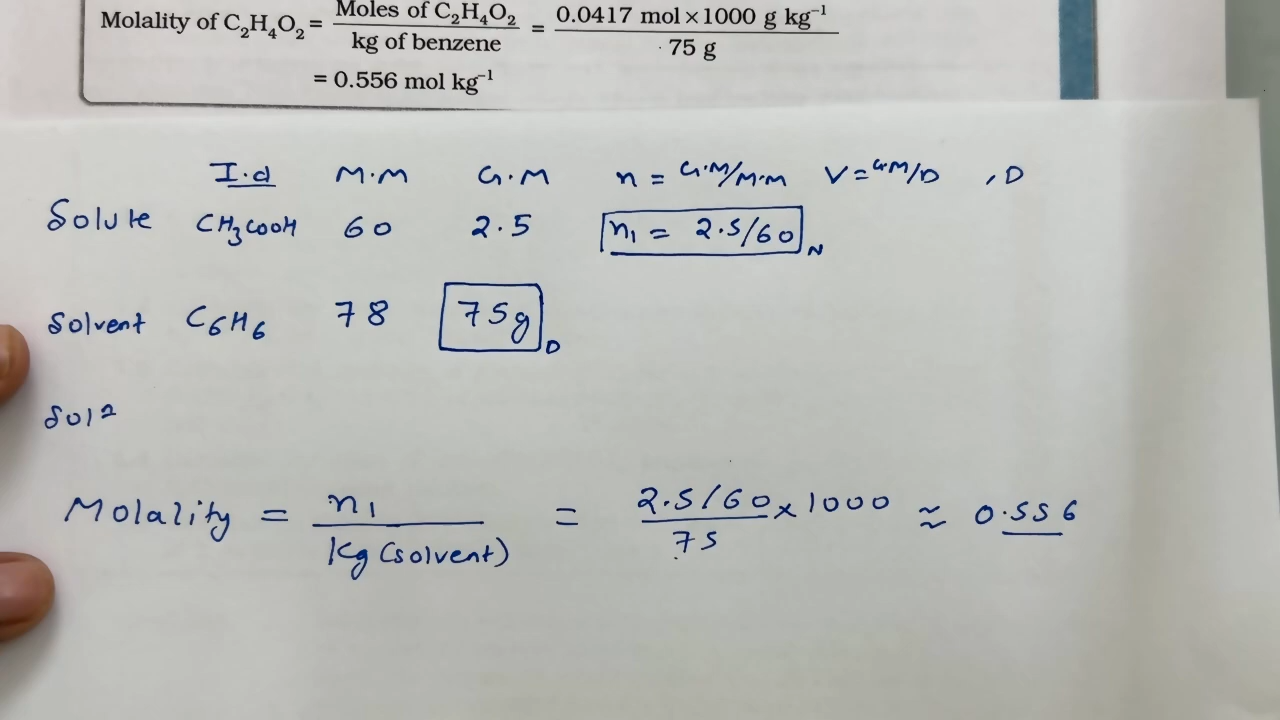 Molality of C₂H₄O₂ = Moles of C₂H₄O₂ / kg of benzene = 0.0417 mol × 1000 g kg⁻¹ / 75 g
= 0.556 mol kg⁻¹
I.d M.M G.M n = G.M/M.M V = GM/D , D
Solute CH₃COOH 60 2.5 n₁ = 2.5/60 N
Solvent C₆H₆ 78 75g D
Solⁿ
Molality = n₁ / Kg (solvent) = 2.5/60 × 1000 / 75 ≈ 0.556